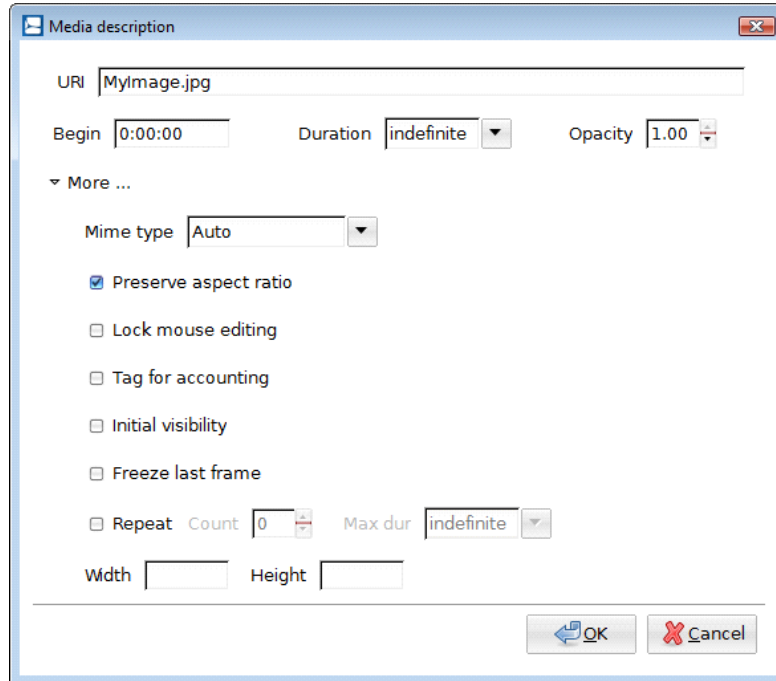 Media description
URI MyImage.jpg
Begin 0:00:00 Duration indefinite Opacity 1.00
More ...
Mime type Auto
Preserve aspect ratio
Lock mouse editing
Tag for accounting
Initial visibility
Freeze last frame
Repeat Count 0 Max dur indefinite
Width Height
OK Cancel